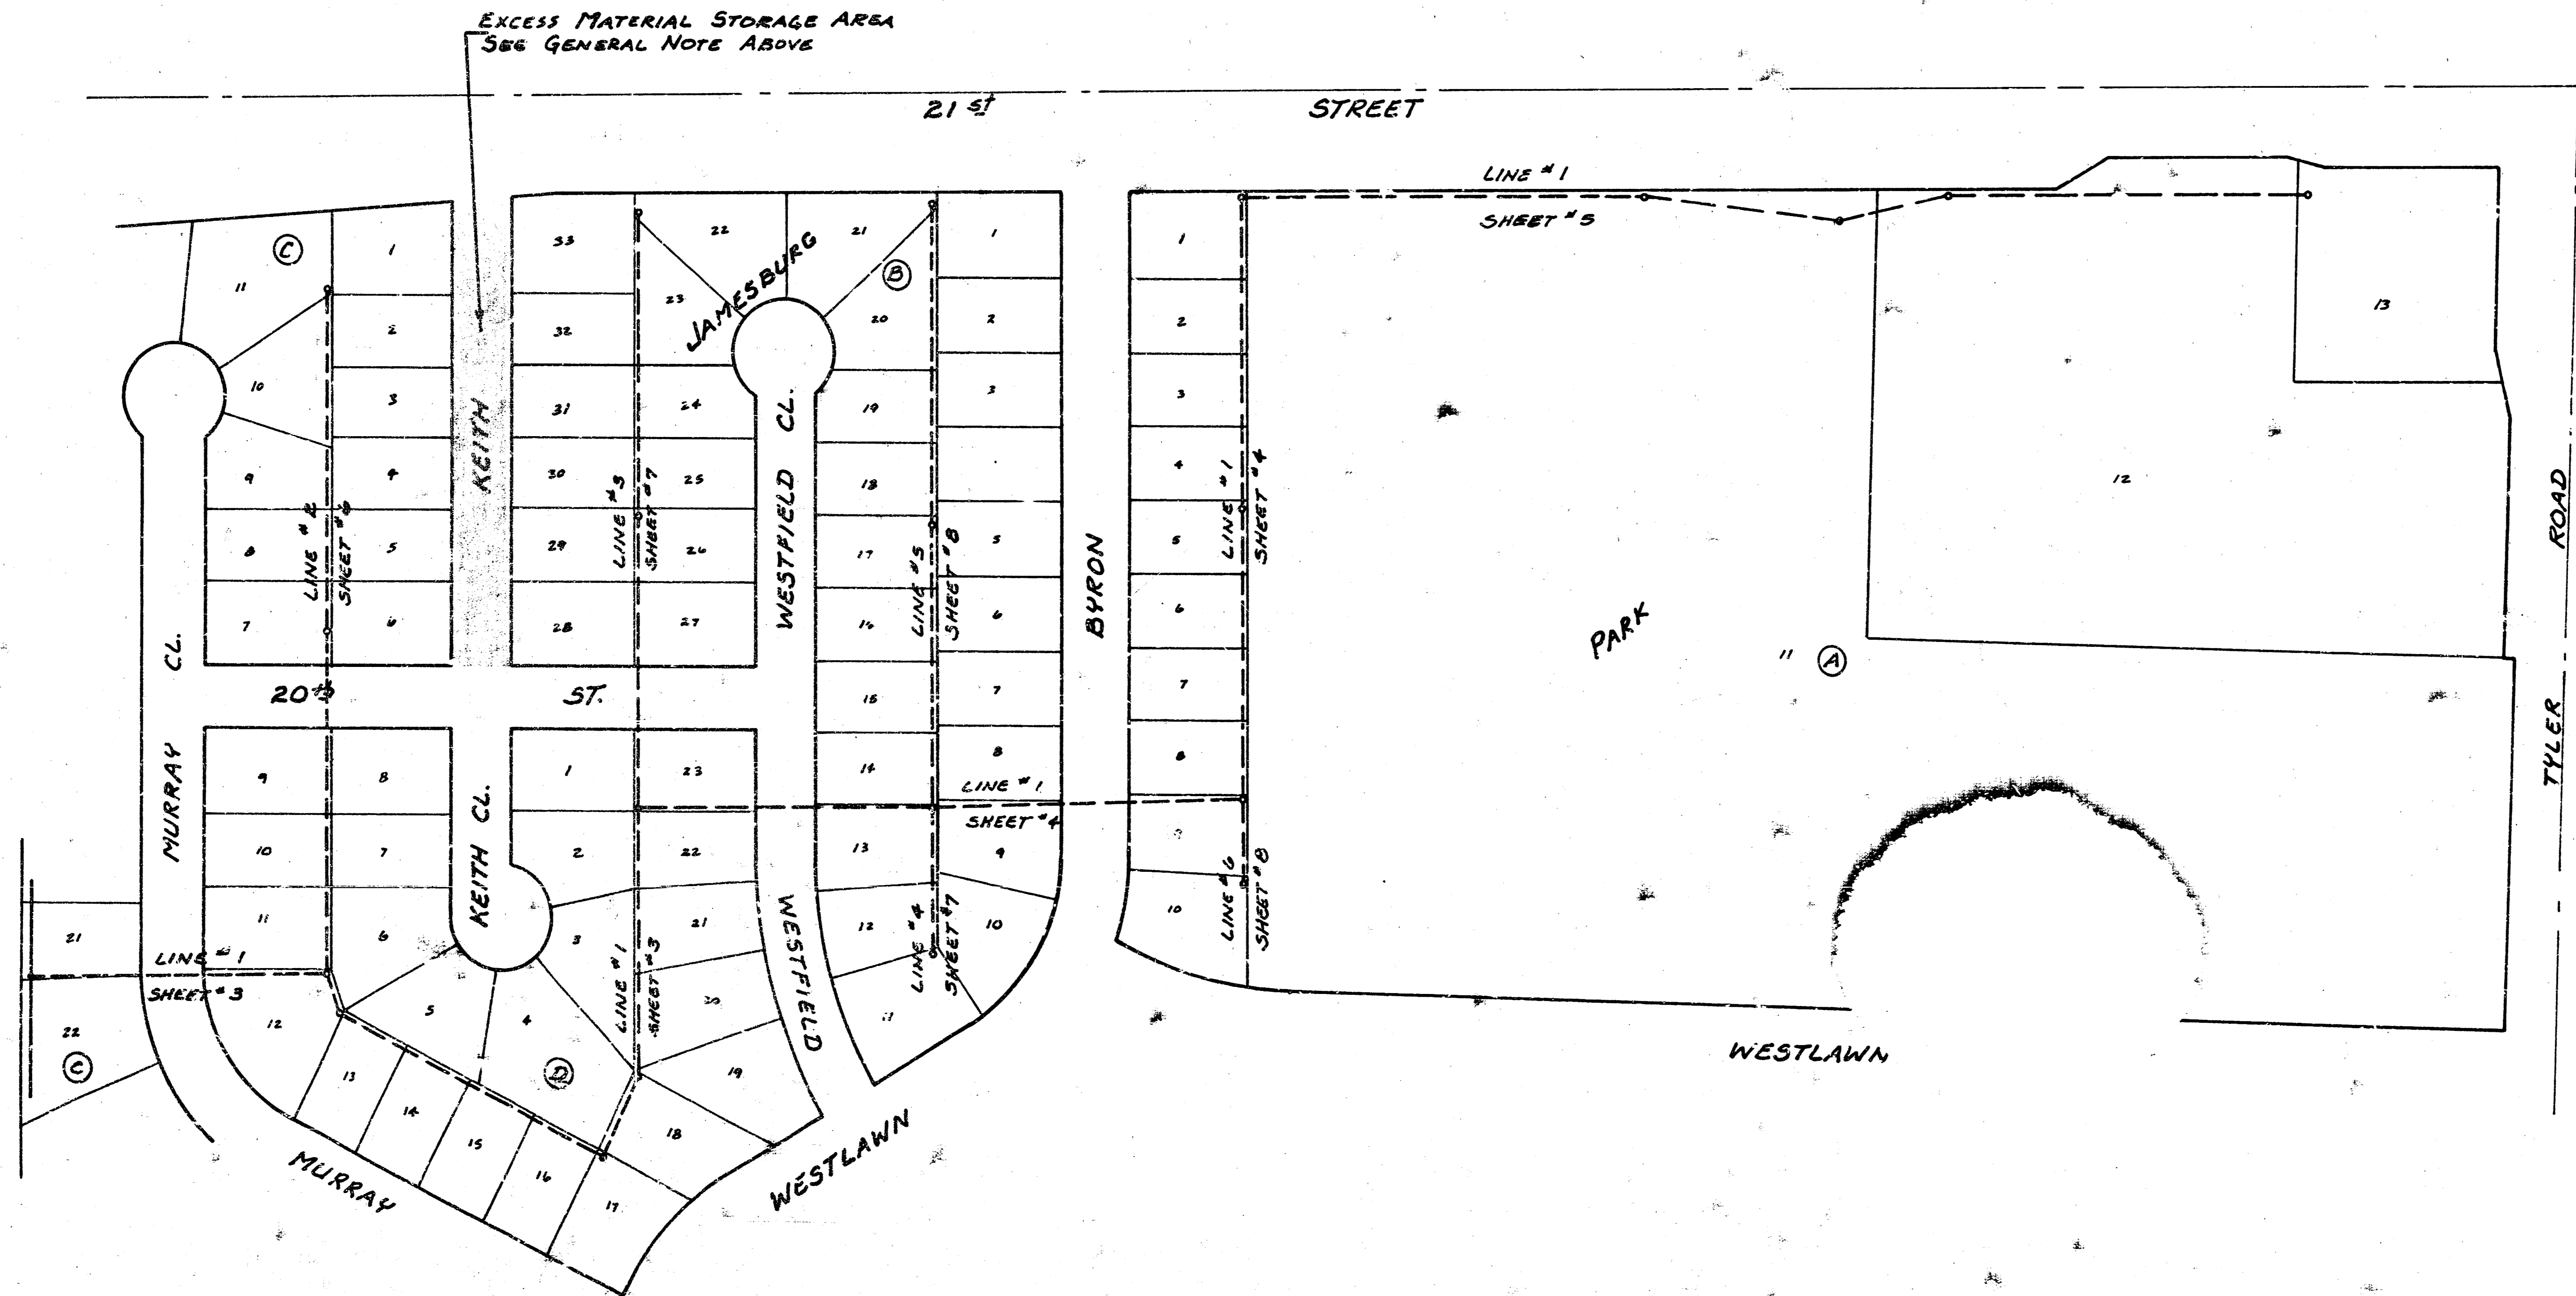 EXCESS MATERIAL STORAGE AREA
SEE GENERAL NOTE ABOVE
21 st STREET
LINE #1
SHEET #5
C
11
10
9
8
7
1
2
3
4
5
6
LINE #2
SHEET #6
KEITH
33
32
31
30
29
28
LINE #3
SHEET #7
22
23
24
25
26
27
JAMESBURG
WESTFIELD CL.
21
B
20
19
18
17
16
15
14
13
12
11
LINE #5
SHEET #8
1
2
3
5
6
7
8
9
10
LINE #1
SHEET #4
LINE #4
SHEET #7
BYRON
1
2
3
4
5
6
7
8
10
LINE #1
SHEET #4
LINE #6
SHEET #8
PARK
11
A
12
13
TYLER ROAD
MURRAY CL.
20th ST.
9
10
11
12
13
14
15
16
17
18
19
20
21
22
23
8
7
6
5
4
3
2
1
D
KEITH CL.
LINE #1
SHEET #3
WESTFIELD
21
LINE #1
SHEET #3
22
C
MURRAY
WESTLAWN
WESTLAWN